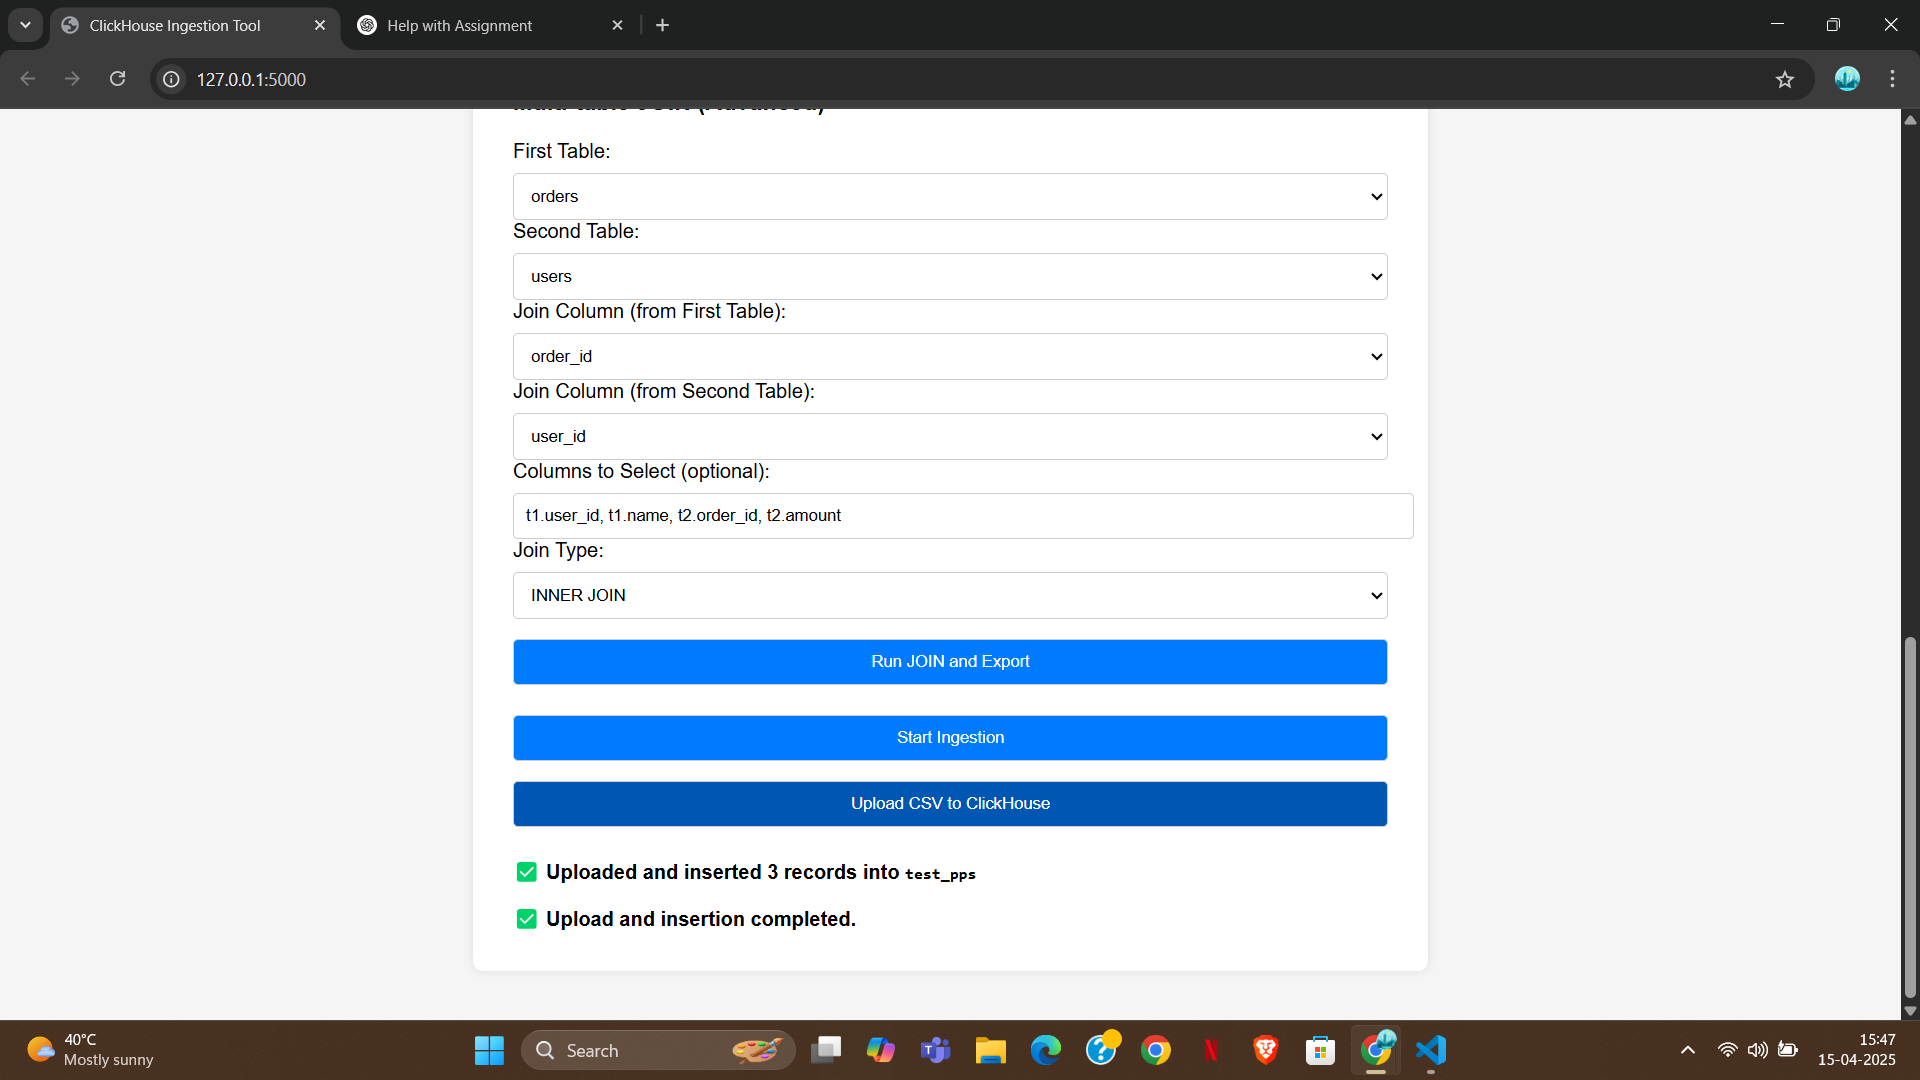 ClickHouse Ingestion Tool
Help with Assignment
127.0.0.1:5000
First Table:
orders
Second Table:
users
Join Column (from First Table):
order_id
Join Column (from Second Table):
user_id
Columns to Select (optional):
t1.user_id, t1.name, t2.order_id, t2.amount
Join Type:
INNER JOIN
Run JOIN and Export
Start Ingestion
Upload CSV to ClickHouse
Uploaded and inserted 3 records into test_pps
Upload and insertion completed.
40°C
Mostly sunny
Search
15:47
15-04-2025